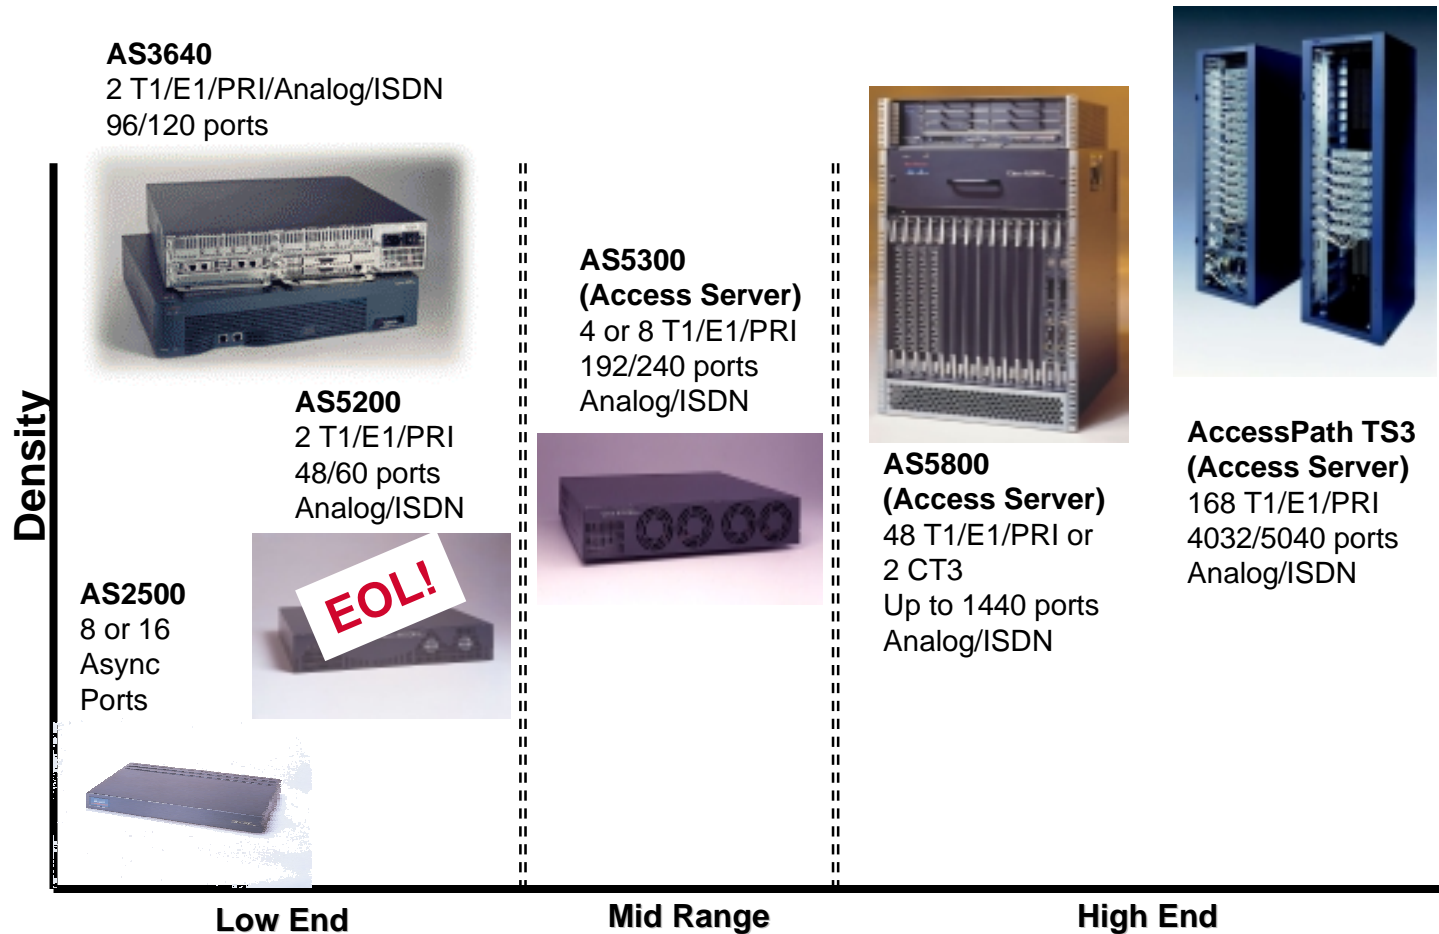 AS3640
2 T1/E1/PRI/Analog/ISDN
96/120 ports
AS5200
2 T1/E1/PRI
48/60 ports
Analog/ISDN
EOL!
AS2500
8 or 16
Async
Ports
AS5300
(Access Server)
4 or 8 T1/E1/PRI
192/240 ports
Analog/ISDN
AS5800
(Access Server)
48 T1/E1/PRI or
2 CT3
Up to 1440 ports
Analog/ISDN
AccessPath TS3
(Access Server)
168 T1/E1/PRI
4032/5040 ports
Analog/ISDN
Density
Low End
Mid Range
High End